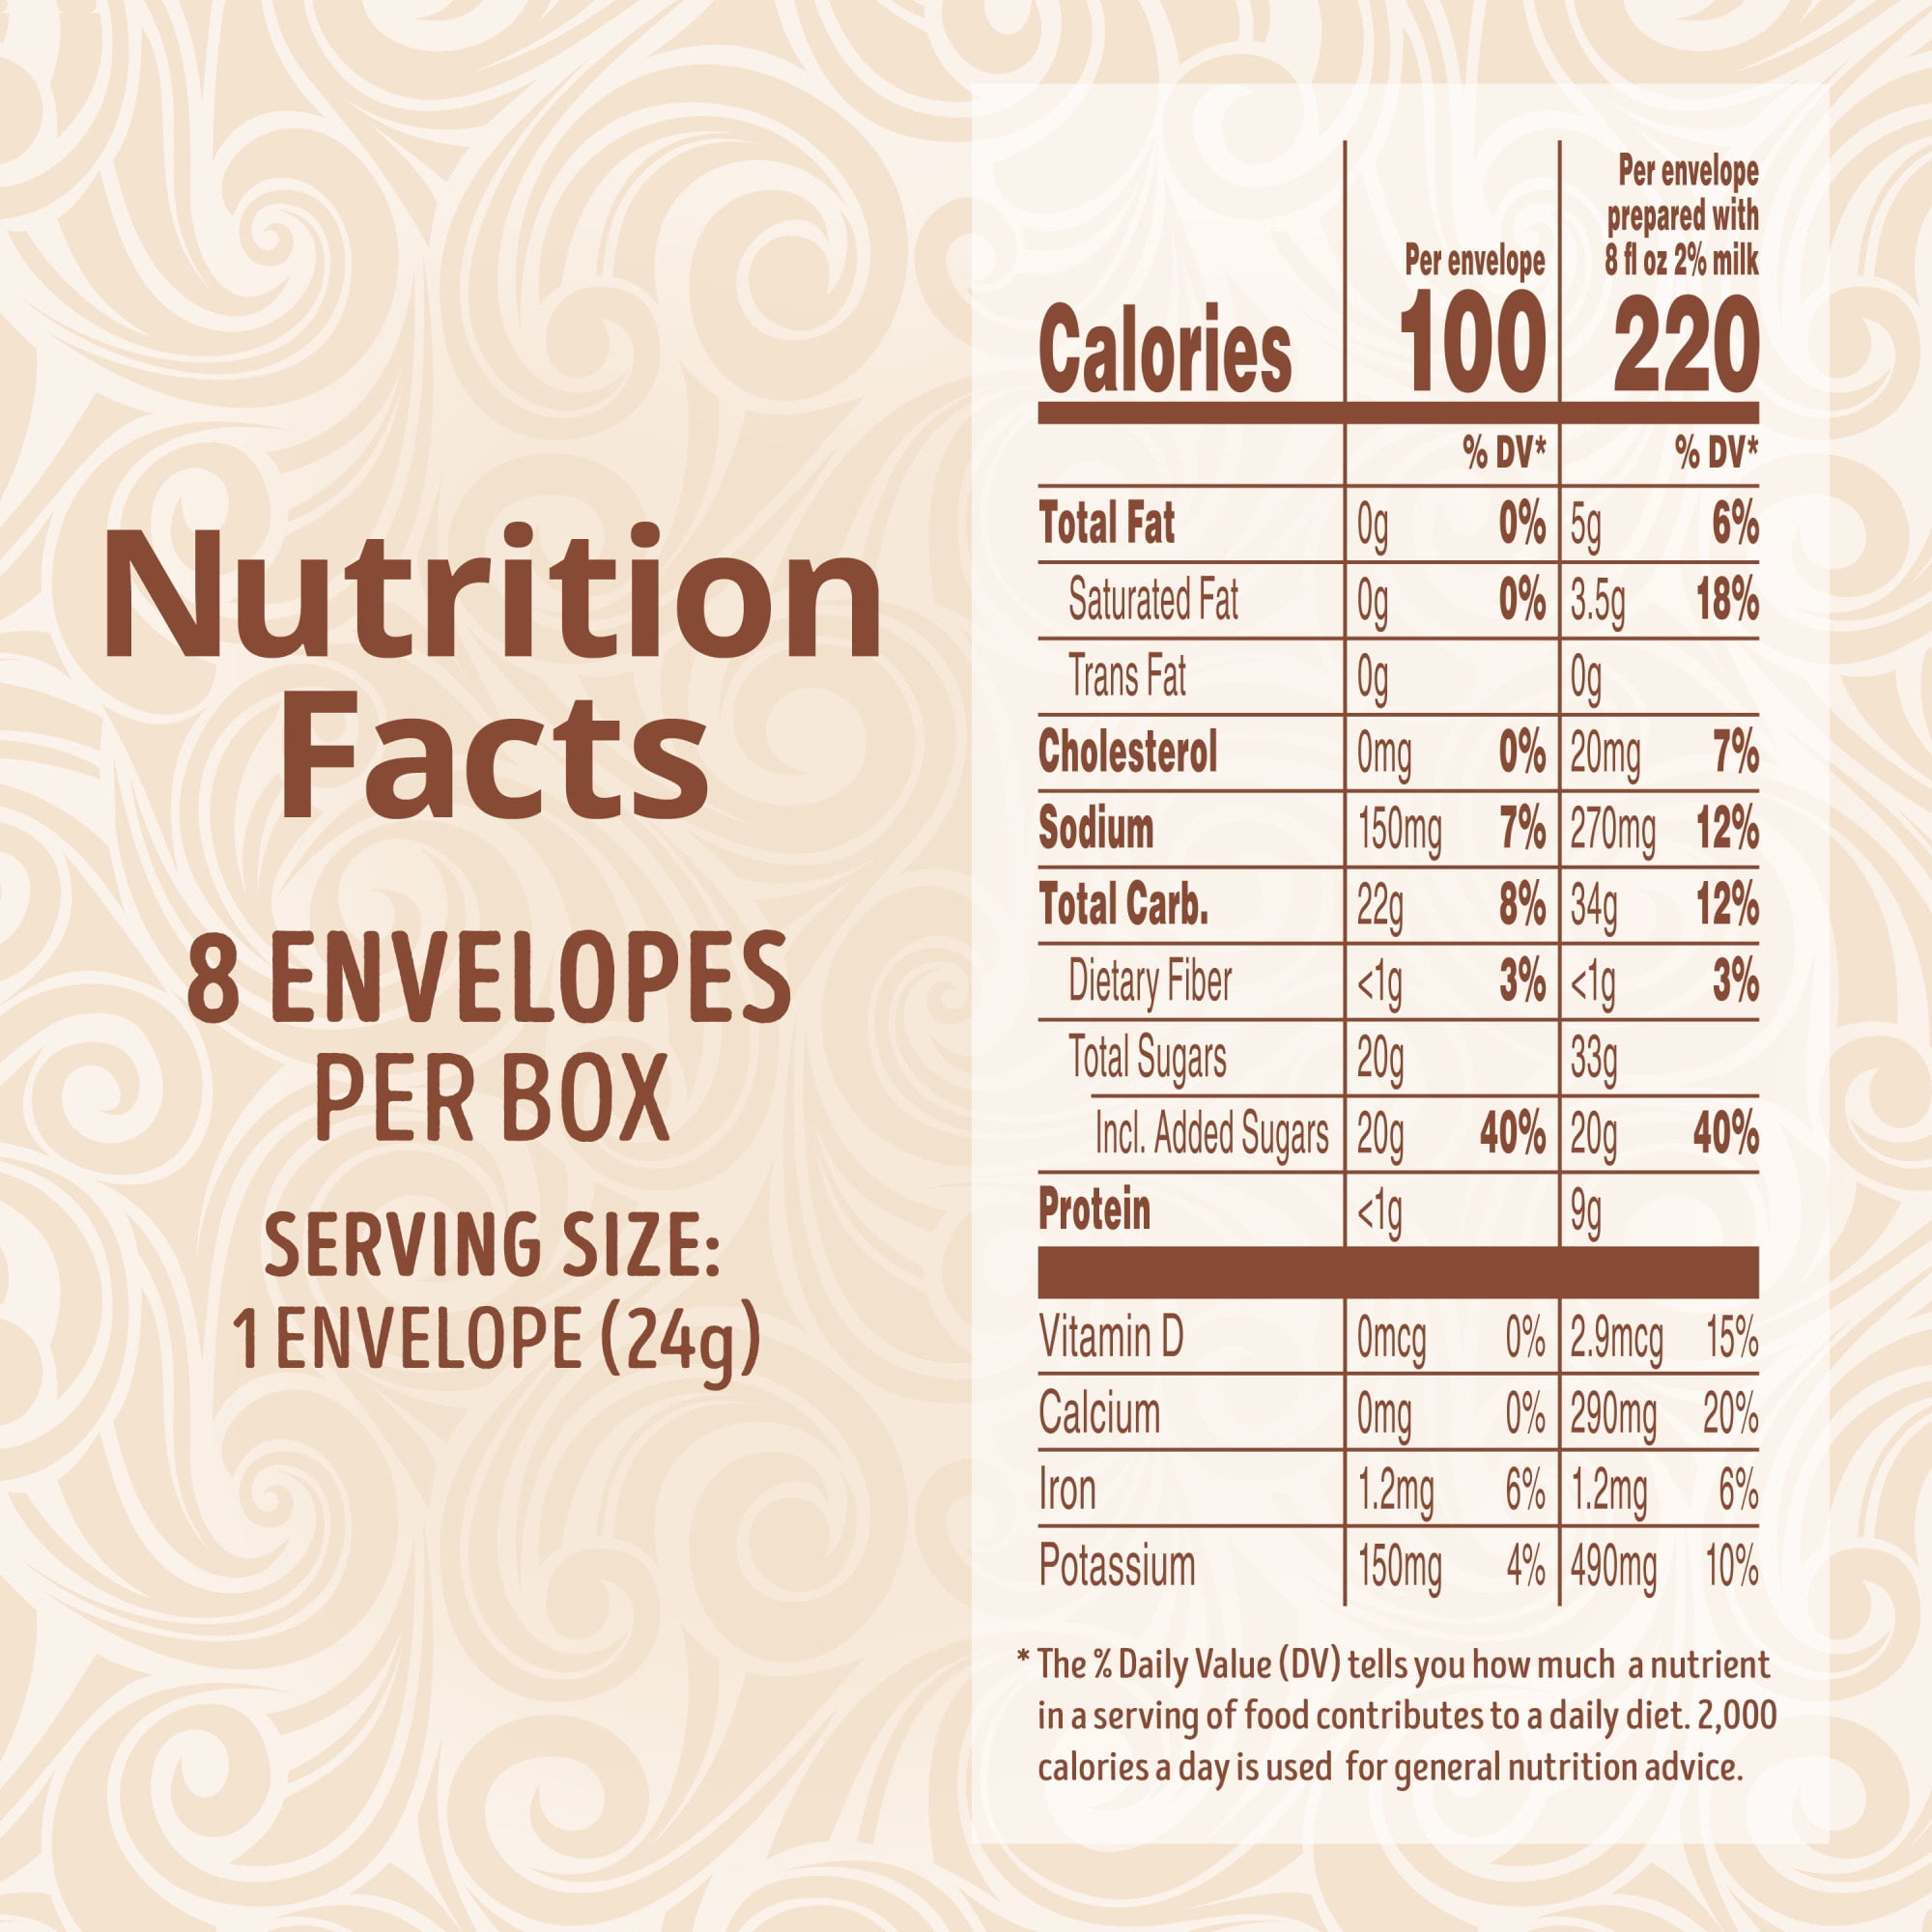 Nutrition
Facts
8 ENVELOPES
PER BOX
SERVING SIZE:
1 ENVELOPE (24g)
Per envelope
Per envelope
prepared with
8 fl oz 2% milk
Calories 100 220
% DV* % DV*
Total Fat 0g 0% 5g 6%
Saturated Fat 0g 0% 3.5g 18%
Trans Fat 0g 0g
Cholesterol 0mg 0% 20mg 7%
Sodium 150mg 7% 270mg 12%
Total Carb. 22g 8% 34g 12%
Dietary Fiber <1g 3% <1g 3%
Total Sugars 20g 33g
Incl. Added Sugars 20g 40% 20g 40%
Protein <1g 9g
Vitamin D 0mcg 0% 2.9mcg 15%
Calcium 0mg 0% 290mg 20%
Iron 1.2mg 6% 1.2mg 6%
Potassium 150mg 4% 490mg 10%
* The % Daily Value (DV) tells you how much a nutrient
in a serving of food contributes to a daily diet. 2,000
calories a day is used for general nutrition advice.